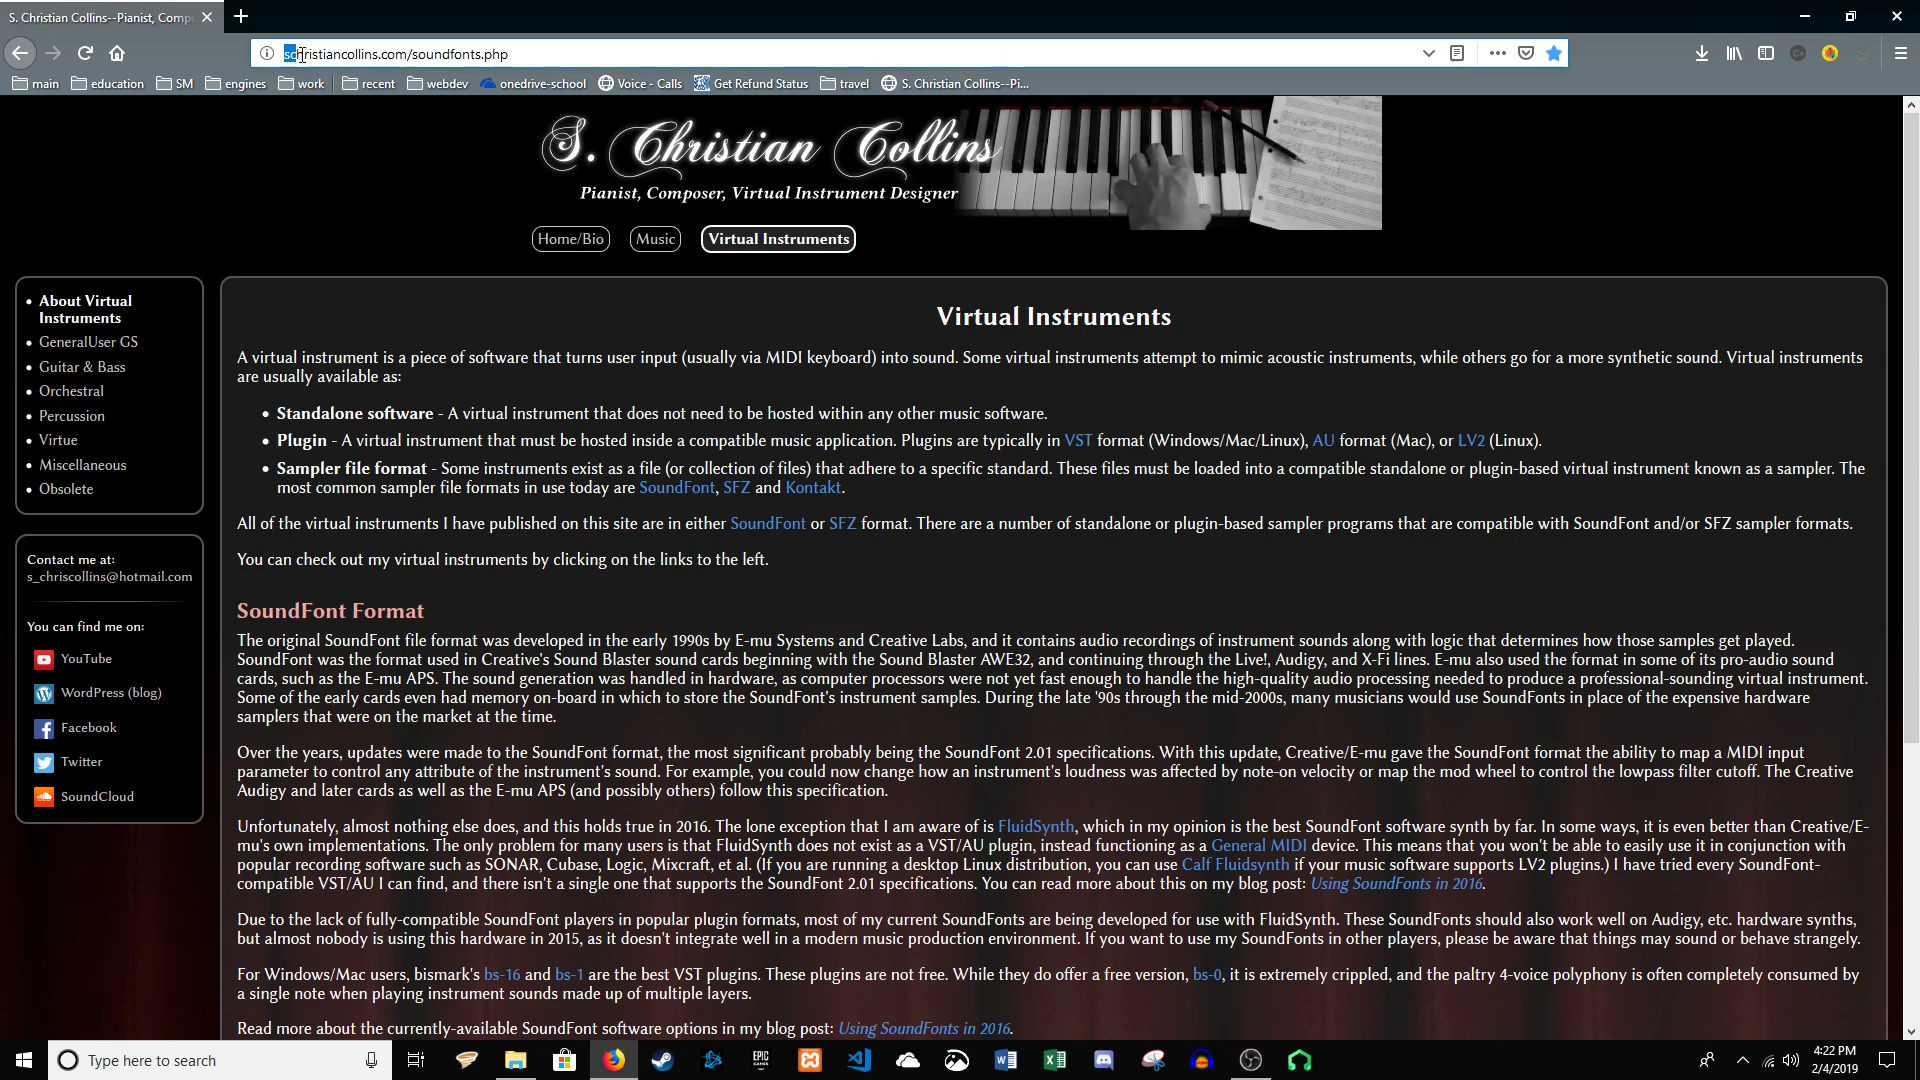 S. Christian Collins--Pianist, Comp
schristiancollins.com/soundfonts.php
main education SM engines work recent webdev onedrive-school Voice - Calls Get Refund Status travel S. Christian Collins--Pi...
S. Christian Collins
Pianist, Composer, Virtual Instrument Designer
Home/Bio Music Virtual Instruments
• About Virtual
Instruments
• GeneralUser GS
• Guitar & Bass
• Orchestral
• Percussion
• Virtue
• Miscellaneous
• Obsolete
Contact me at:
s_chriscollins@hotmail.com
You can find me on:
YouTube
WordPress (blog)
Facebook
Twitter
SoundCloud
Virtual Instruments
A virtual instrument is a piece of software that turns user input (usually via MIDI keyboard) into sound. Some virtual instruments attempt to mimic acoustic instruments, while others go for a more synthetic sound. Virtual instruments
are usually available as:
• Standalone software - A virtual instrument that does not need to be hosted within any other music software.
• Plugin - A virtual instrument that must be hosted inside a compatible music application. Plugins are typically in VST format (Windows/Mac/Linux), AU format (Mac), or LV2 (Linux).
• Sampler file format - Some instruments exist as a file (or collection of files) that adhere to a specific standard. These files must be loaded into a compatible standalone or plugin-based virtual instrument known as a sampler. The
most common sampler file formats in use today are SoundFont, SFZ and Kontakt.
All of the virtual instruments I have published on this site are in either SoundFont or SFZ format. There are a number of standalone or plugin-based sampler programs that are compatible with SoundFont and/or SFZ sampler formats.
You can check out my virtual instruments by clicking on the links to the left.
SoundFont Format
The original SoundFont file format was developed in the early 1990s by E-mu Systems and Creative Labs, and it contains audio recordings of instrument sounds along with logic that determines how those samples get played.
SoundFont was the format used in Creative's Sound Blaster sound cards beginning with the Sound Blaster AWE32, and continuing through the Live!, Audigy, and X-Fi lines. E-mu also used the format in some of its pro-audio sound
cards, such as the E-mu APS. The sound generation was handled in hardware, as computer processors were not yet fast enough to handle the high-quality audio processing needed to produce a professional-sounding virtual instrument.
Some of the early cards even had memory on-board in which to store the SoundFont's instrument samples. During the late '90s through the mid-2000s, many musicians would use SoundFonts in place of the expensive hardware
samplers that were on the market at the time.
Over the years, updates were made to the SoundFont format, the most significant probably being the SoundFont 2.01 specifications. With this update, Creative/E-mu gave the SoundFont format the ability to map a MIDI input
parameter to control any attribute of the instrument's sound. For example, you could now change how an instrument's loudness was affected by note-on velocity or map the mod wheel to control the lowpass filter cutoff. The Creative
Audigy and later cards as well as the E-mu APS (and possibly others) follow this specification.
Unfortunately, almost nothing else does, and this holds true in 2016. The lone exception that I am aware of is FluidSynth, which in my opinion is the best SoundFont software synth by far. In some ways, it is even better than Creative/E-
mu's own implementations. The only problem for many users is that FluidSynth does not exist as a VST/AU plugin, instead functioning as a General MIDI device. This means that you won't be able to easily use it in conjunction with
popular recording software such as SONAR, Cubase, Logic, Mixcraft, et al. (If you are running a desktop Linux distribution, you can use Calf Fluidsynth if your music software supports LV2 plugins.) I have tried every SoundFont-
compatible VST/AU I can find, and there isn't a single one that supports the SoundFont 2.01 specifications. You can read more about this on my blog post: Using SoundFonts in 2016.
Due to the lack of fully-compatible SoundFont players in popular plugin formats, most of my current SoundFonts are being developed for use with FluidSynth. These SoundFonts should also work well on Audigy, etc. hardware synths,
but almost nobody is using this hardware in 2015, as it doesn't integrate well in a modern music production environment. If you want to use my SoundFonts in other players, please be aware that things may sound or behave strangely.
For Windows/Mac users, bismark's bs-16 and bs-1 are the best VST plugins. These plugins are not free. While they do offer a free version, bs-0, it is extremely crippled, and the paltry 4-voice polyphony is often completely consumed by
a single note when playing instrument sounds made up of multiple layers.
Read more about the currently-available SoundFont software options in my blog post: Using SoundFonts in 2016.
Type here to search
EPIC GAMES
4:22 PM
2/4/2019